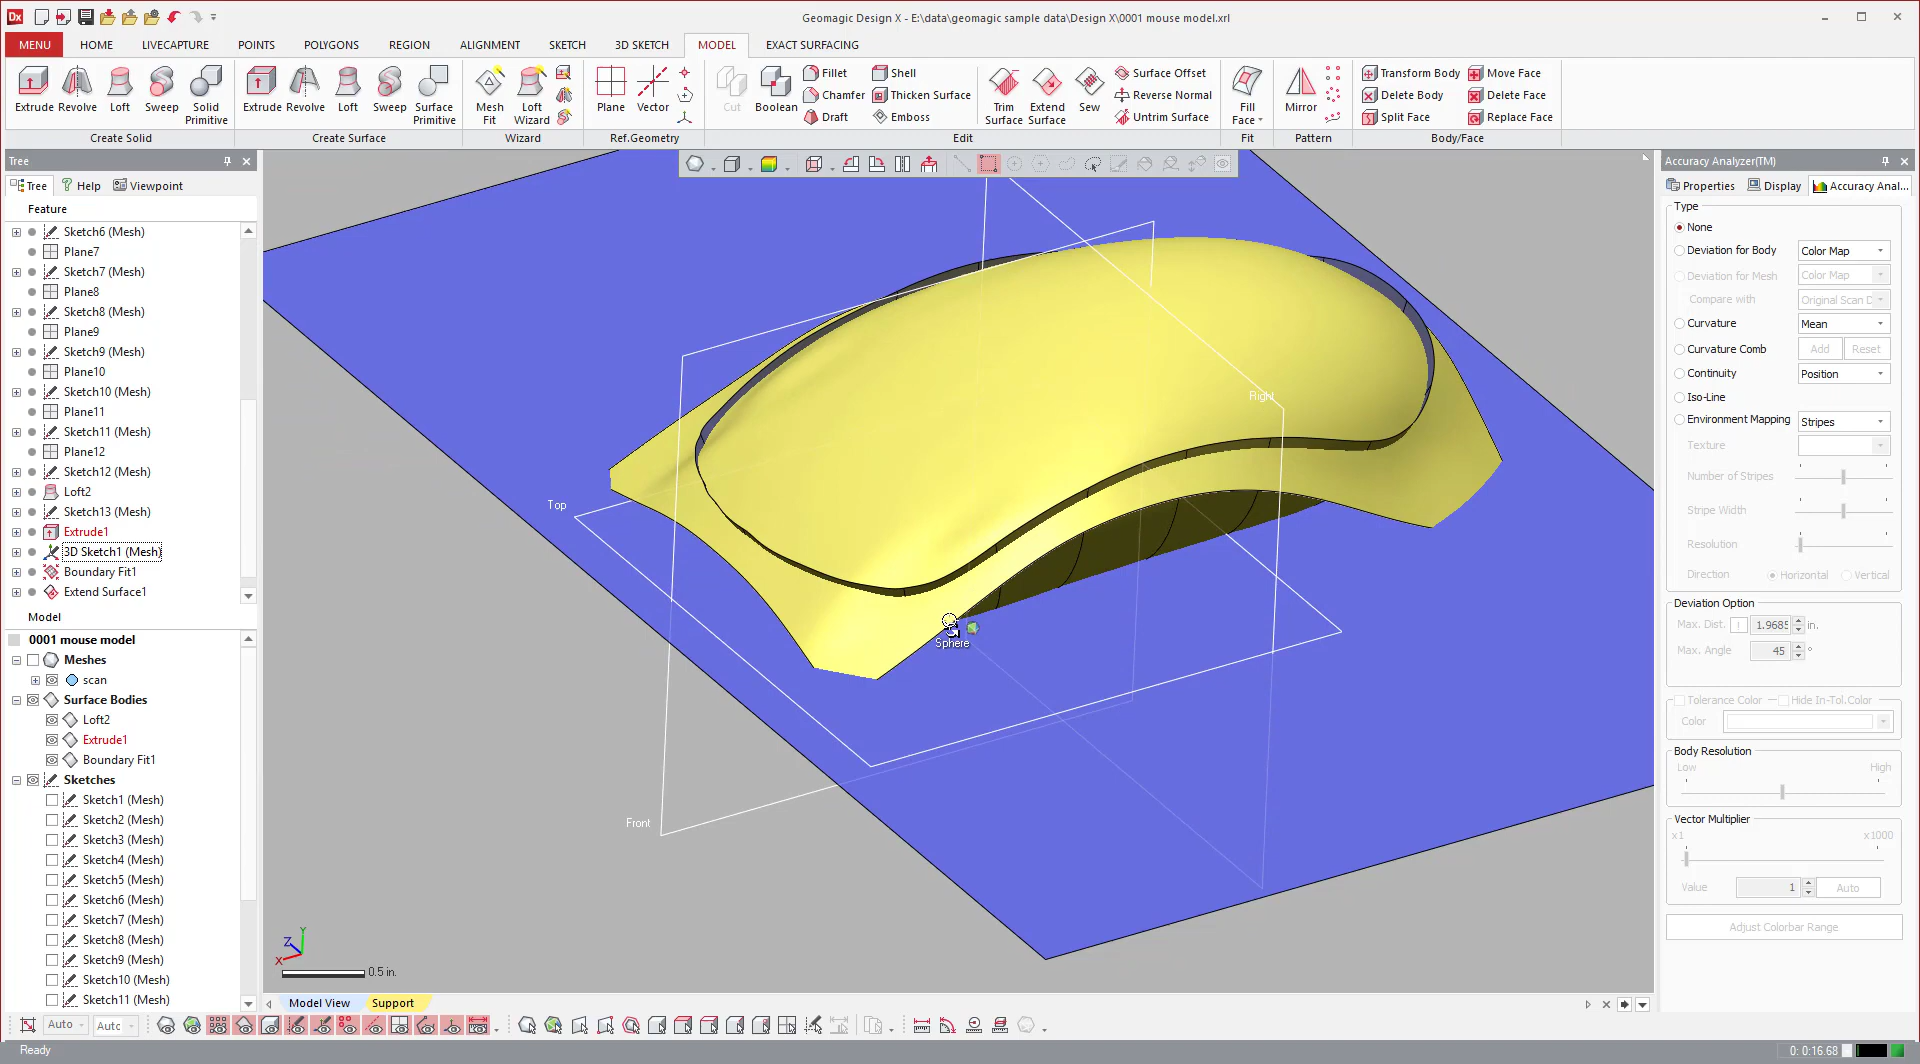 Dx
Geomagic Design X - E:\data\geomagic sample data\Design X\0001 mouse model.xrl
MENU HOME LIVECAPTURE POINTS POLYGONS REGION ALIGNMENT SKETCH 3D SKETCH MODEL EXACT SURFACING
Extrude Revolve Loft Sweep Solid Primitive
Create Solid
Extrude Revolve Loft Sweep Surface Primitive
Create Surface
Mesh Fit Loft Wizard
Wizard
Plane Vector
Ref.Geometry
Cut Boolean
Fillet Shell
Chamfer Thicken Surface
Draft Emboss
Trim Surface Extend Surface Sew
Surface Offset
Reverse Normal
Untrim Surface
Edit
Fill Face
Fit
Mirror
Pattern
Transform Body Move Face
Delete Body Delete Face
Split Face Replace Face
Body/Face
Tree
Tree Help Viewpoint
Feature
Sketch6 (Mesh)
Plane7
Sketch7 (Mesh)
Plane8
Sketch8 (Mesh)
Plane9
Sketch9 (Mesh)
Plane10
Sketch10 (Mesh)
Plane11
Sketch11 (Mesh)
Plane12
Sketch12 (Mesh)
Loft2
Sketch13 (Mesh)
Extrude1
3D Sketch1 (Mesh)
Boundary Fit1
Extend Surface1
Model
0001 mouse model
Meshes
scan
Surface Bodies
Loft2
Extrude1
Boundary Fit1
Sketches
Sketch1 (Mesh)
Sketch2 (Mesh)
Sketch3 (Mesh)
Sketch4 (Mesh)
Sketch5 (Mesh)
Sketch6 (Mesh)
Sketch7 (Mesh)
Sketch8 (Mesh)
Sketch9 (Mesh)
Sketch10 (Mesh)
Sketch11 (Mesh)
Right
Top
Sphere
Front
Y
Z
X
0.5 in.
Model View Support
Accuracy Analyzer(TM)
Properties Display Accuracy Anal...
Type
None
Deviation for Body Color Map
Deviation for Mesh Color Map
Compare with Original Scan D
Curvature Mean
Curvature Comb Add Reset
Continuity Position
Iso-Line
Environment Mapping Stripes
Texture
Number of Stripes
Stripe Width
Resolution
Direction Horizontal Vertical
Deviation Option
Max. Dist. 1.9685 in.
Max. Angle 45 °
Tolerance Color Hide In-Tol.Color
Color
Body Resolution
Low High
Vector Multiplier
x1 x1000
Value 1 Auto
Adjust Colorbar Range
Auto Auto
Ready
0: 0:16.68